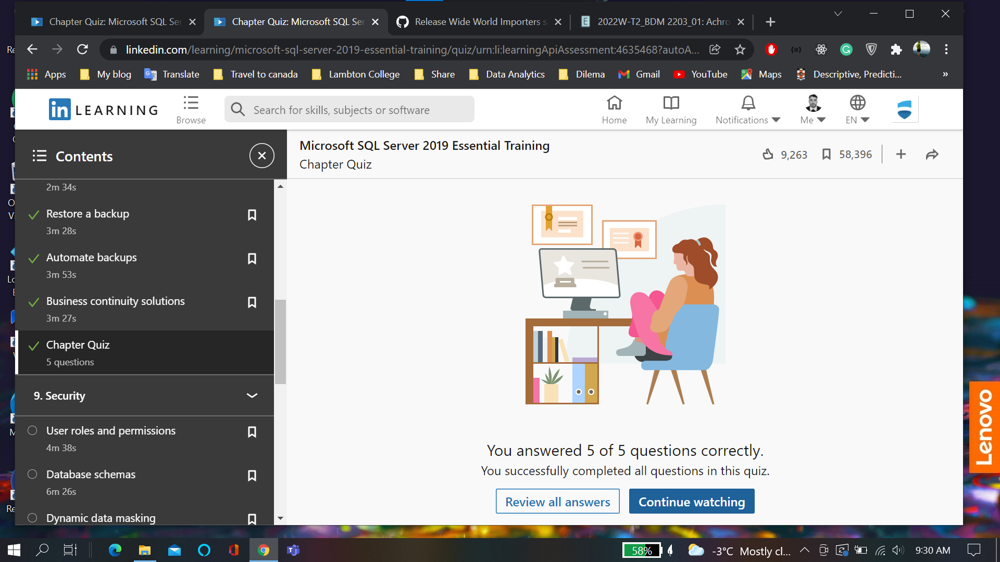 Chapter Quiz: Microsoft SQL Ser
Chapter Quiz: Microsoft SQL Ser
Release Wide World Importers s
2022W-T2_BDM 2203_01: Achro
linkedin.com/learning/microsoft-sql-server-2019-essential-training/quiz/urn:li:learningApiAssessment:4635468?autoA...
Apps
My blog
Translate
Travel to canada
Lambton College
Share
Data Analytics
Dilema
Gmail
YouTube
Maps
Descriptive, Predicti...
»
in LEARNING
Browse
Search for skills, subjects or software
Home
My Learning
Notifications
Me
EN
Contents
Microsoft SQL Server 2019 Essential Training
Chapter Quiz
9,263
58,396
2m 34s
Restore a backup
3m 28s
Automate backups
3m 53s
Business continuity solutions
3m 27s
Chapter Quiz
5 questions
9. Security
User roles and permissions
4m 38s
Database schemas
6m 26s
Dynamic data masking
You answered 5 of 5 questions correctly.
You successfully completed all questions in this quiz.
Review all answers
Continue watching
Lenovo
58%
-3°C Mostly cl...
9:30 AM